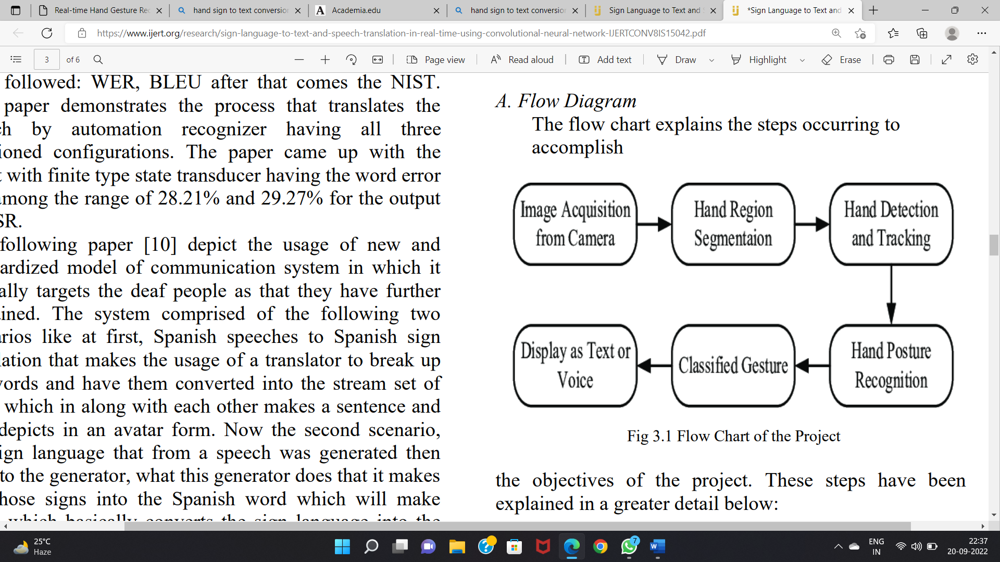 Real-time Hand Gesture Rec
hand sign to text conversion
Academia.edu
hand sign to text conversion
Sign Language to Text and S
*Sign Language to Text and
https://www.ijert.org/research/sign-language-to-text-and-speech-translation-in-real-time-using-convolutional-neural-network-IJERTCONV8IS15042.pdf
3 of 6
Page view
Read aloud
Add text
Draw
Highlight
Erase
followed: WER, BLEU after that comes the NIST.
paper demonstrates the process that translates the
ch by automation recognizer having all three
ioned configurations. The paper came up with the
t with finite type state transducer having the word error
among the range of 28.21% and 29.27% for the output
SR.
following paper [10] depict the usage of new and
ardized model of communication system in which it
ally targets the deaf people as that they have further
ined. The system comprised of the following two
arios like at first, Spanish speeches to Spanish sign
lation that makes the usage of a translator to break up
vords and have them converted into the stream set of
which in along with each other makes a sentence and
depicts in an avatar form. Now the second scenario,
ign language that from a speech was generated then
to the generator, what this generator does that it makes
hose signs into the Spanish word which will make
which basically converts the sign language into the
A. Flow Diagram
The flow chart explains the steps occurring to
accomplish
Image Acquisition
from Camera
Hand Region
Segmentaion
Hand Detection
and Tracking
Display as Text or
Voice
Classified Gesture
Hand Posture
Recognition
Fig 3.1 Flow Chart of the Project
the objectives of the project. These steps have been
explained in a greater detail below:
25°C
Haze
7
ENG
IN
22:37
20-09-2022